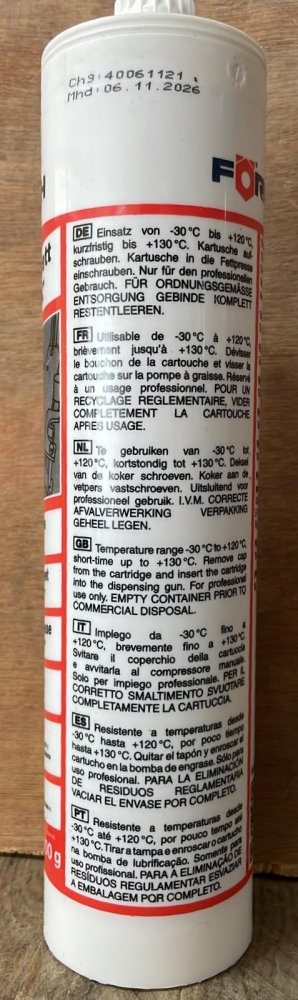 Ch9:40061121
Mhd:06.11.2026
FÖR
DE Einsatz von -30°C bis +120°C,
kurzfristig bis +130°C. Kartusche auf-
schrauben. Kartusche in die Fettpresse
einschrauben. Nur für den professionellen
Gebrauch. FÜR ORDNUNGSGEMÄSSE
ENTSORGUNG GEBINDE KOMPLETT
RESTENTLEEREN.
FR Utilisable de -30°C à +120°C,
brièvement jusqu'à +130°C. Dévisser
le bouchon de la cartouche et visser la
cartouche sur la pompe à graisse. Réservé
à un usage professionnel. POUR UN
RECYCLAGE REGLEMENTAIRE, VIDER
COMPLETEMENT LA CARTOUCHE
APRES USAGE.
NL Te gebruiken van -30°C tot
+120°C, kortstondig tot +130°C. Deksel
van de koker schroeven. Koker aan de
vetpers vastschroeven. Uitsluitend voor
professioneel gebruik. I.V.M. CORRECTE
AFVALVERWERKING VERPAKKING
GEHEEL LEGEN.
GB Temperature range -30°C to +120°C,
short-time up to +130°C. Remove cap
from the cartridge and insert the cartridge
into the dispensing gun. For professional
use only. EMPTY CONTAINER PRIOR TO
COMMERCIAL DISPOSAL.
IT Impiego da -30°C fino a
+120°C, brevemente fino a +130°C.
Svitare il coperchio della cartuccia
e avvitarla al compressore manuale.
Solo per impiego professionale. PER IL
CORRETTO SMALTIMENTO SVUOTARE
COMPLETAMENTE LA CARTUCCIA.
ES Resistente a temperaturas desde
-30°C hasta +120°C, por poco tiempo
hasta +130°C. Quitar el tapón y enroscar el
cartucho en la bomba de engrase. Sólo para
uso profesional. PARA LA ELIMINACIÓN
DE RESIDUOS REGLAMENTARIA
VACIAR EL ENVASE POR COMPLETO.
PT Resistente a temperaturas desde
-30°C até +120°C, por pouco tempo até
+130°C. Tirar a tampa e enroscar o cartucho
na bomba de lubrificação. Somente para
uso profissional. PARA A ELIMINAÇÃO DE
RESÍDUOS REGULAMENTAR ESVAZIAR
A EMBALAGEM POR COMPLETO.